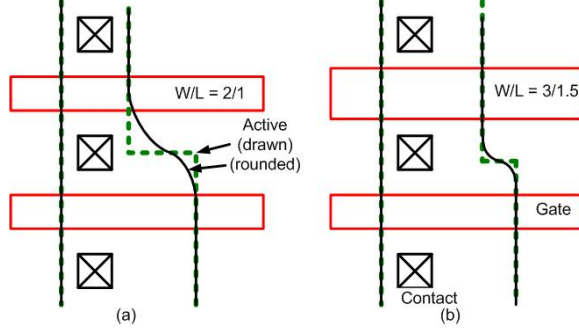 W/L = 2/1
Active
(drawn)
(rounded)
(a)
W/L = 3/1.5
Gate
Contact
(b)